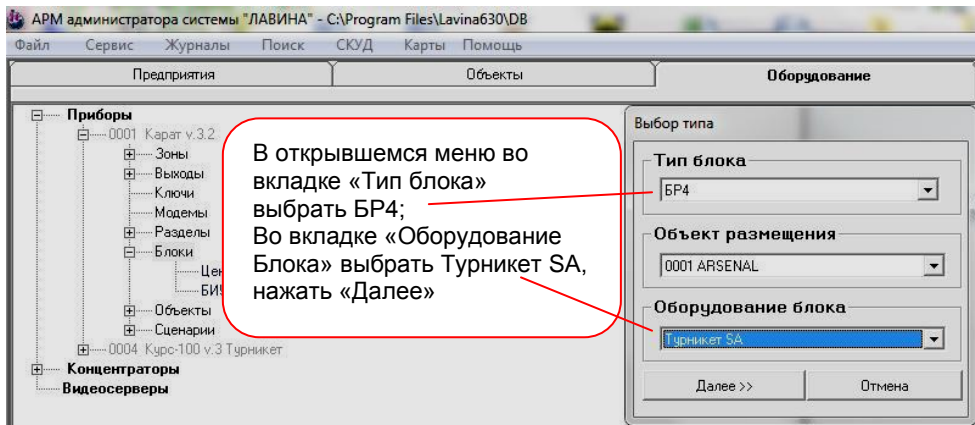 АРМ администратора системы "ЛАВИНА" - C:\Program Files\Lavina630\DB
Файл Сервис Журналы Поиск СКУД Карты Помощь
Предприятия Объекты Оборудование
Приборы
0001 Карат v.3.2
Зоны
Выходы
Ключи
Модемы
Разделы
Блоки
Объекты
Сценарии
0004 Курс-100 v.3 Турникет
Концентраторы
Видеосерверы
В открывшемся меню во
вкладке «Тип блока»
выбрать БР4;
Во вкладке «Оборудование
Блока» выбрать Турникет SA,
нажать «Далее»
Выбор типа
Тип блока
БР4
Объект размещения
0001 ARSENAL
Оборудование блока
Турникет SA
Далее >> Отмена